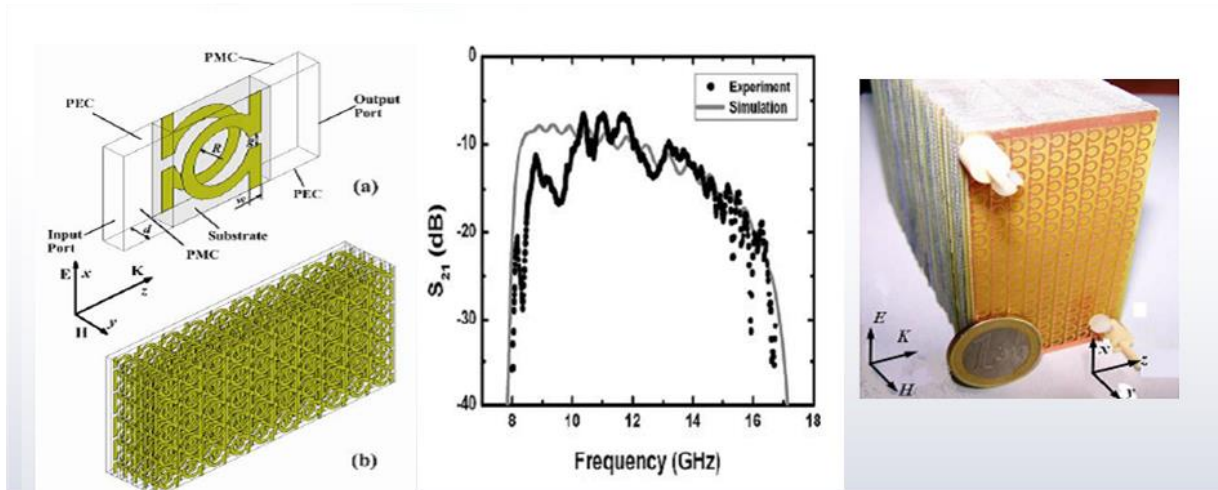 PMC
PEC
Output
Port
R
g
(a)
w
PEC
Input
Port
d
Substrate
PMC
E
x
K
z
H
y
(b)
0
-10
-20
-30
-40
S21 (dB)
Experiment
Simulation
8
10
12
14
16
18
Frequency (GHz)
E
K
H
x
z
y